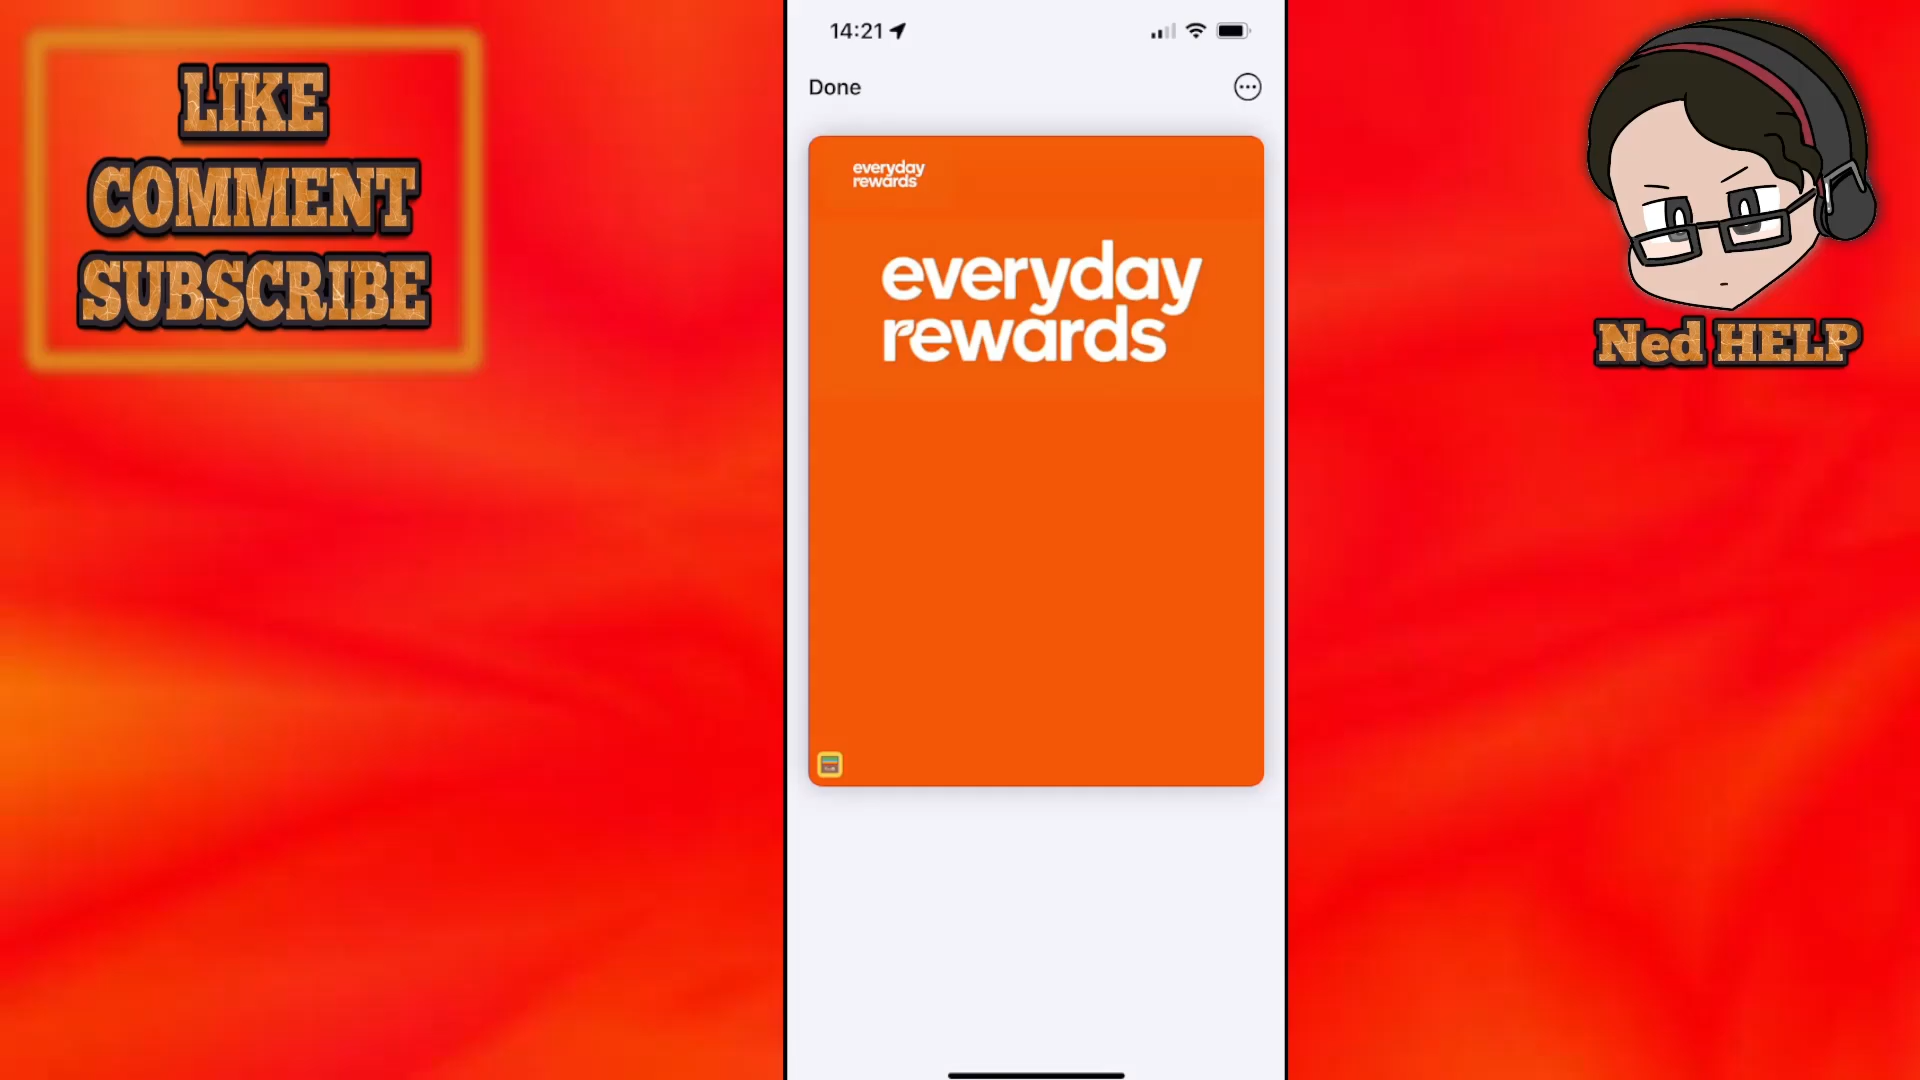 LIKE
COMMENT
SUBSCRIBE
14:21
Done
everyday
rewards
everyday
rewards
Ned HELP